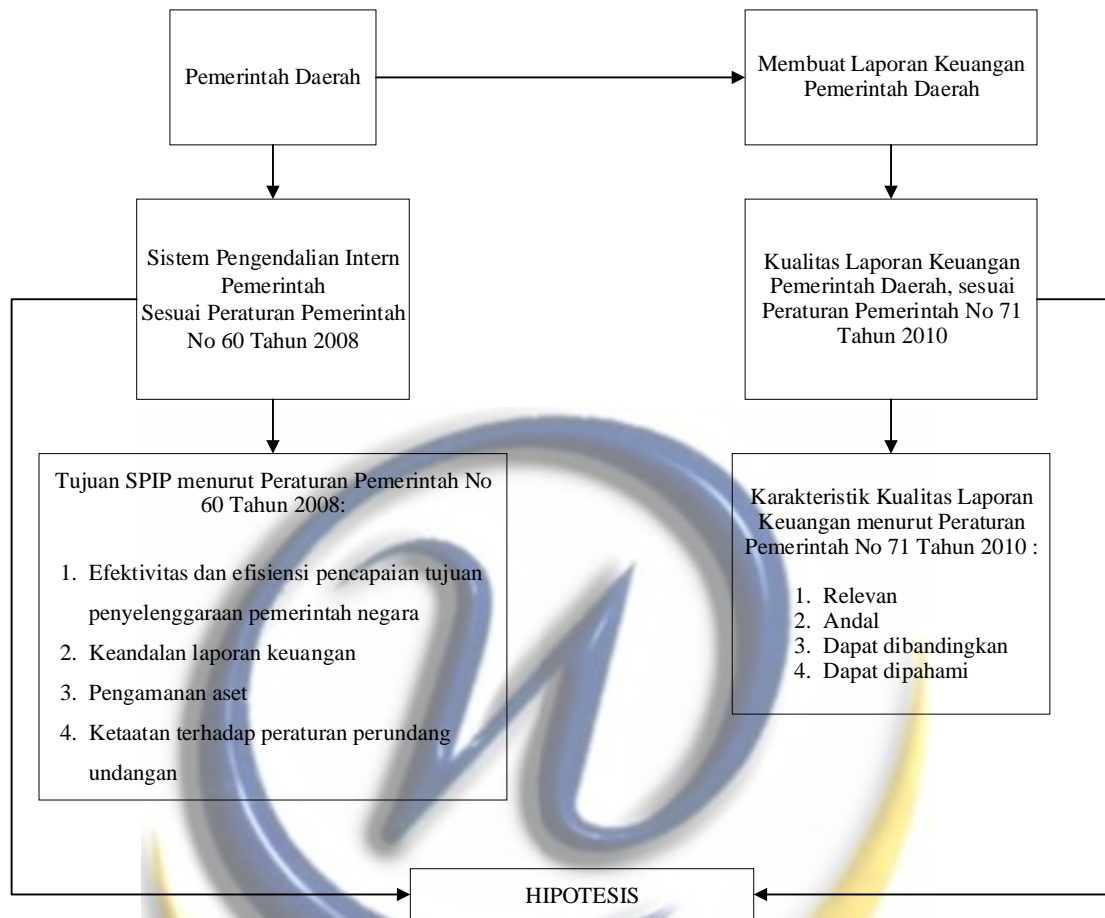 Pemerintah Daerah
Membuat Laporan Keuangan
Pemerintah Daerah
Sistem Pengendalian Intern
Pemerintah
Sesuai Peraturan Pemerintah
No 60 Tahun 2008
Kualitas Laporan Keuangan
Pemerintah Daerah, sesuai
Peraturan Pemerintah No 71
Tahun 2010
Tujuan SPIP menurut Peraturan Pemerintah No
60 Tahun 2008:
1. Efektivitas dan efisiensi pencapaian tujuan
penyelenggaraan pemerintah negara
2. Keandalan laporan keuangan
3. Pengamanan aset
4. Ketaatan terhadap peraturan perundang
undangan
Karakteristik Kualitas Laporan
Keuangan menurut Peraturan
Pemerintah No 71 Tahun 2010 :
1. Relevan
2. Andal
3. Dapat dibandingkan
4. Dapat dipahami
HIPOTESIS